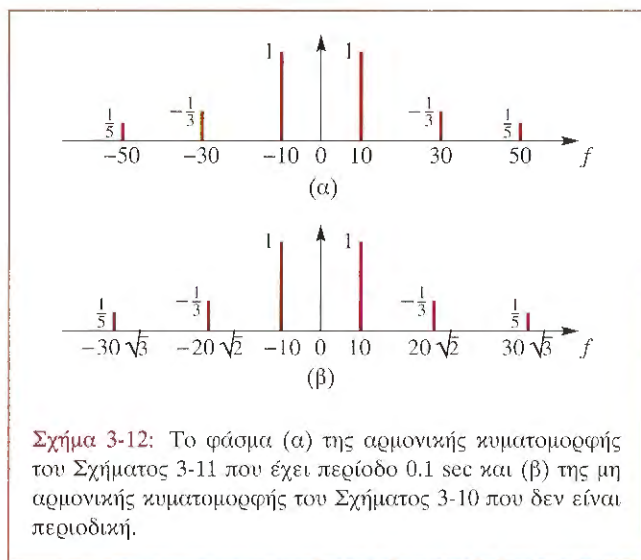 1 1
1/5 −1/3 −1/3 1/5
−50 −30 −10 0 10 30 50 f
(α)
1 1
1/5 −1/3 −1/3 1/5
−30√3 −20√2 −10 0 10 20√2 30√3 f
(β)
Σχήμα 3-12: Το φάσμα (α) της αρμονικής κυματομορφής
του Σχήματος 3-11 που έχει περίοδο 0.1 sec και (β) της μη
αρμονικής κυματομορφής του Σχήματος 3-10 που δεν είναι
περιοδική.